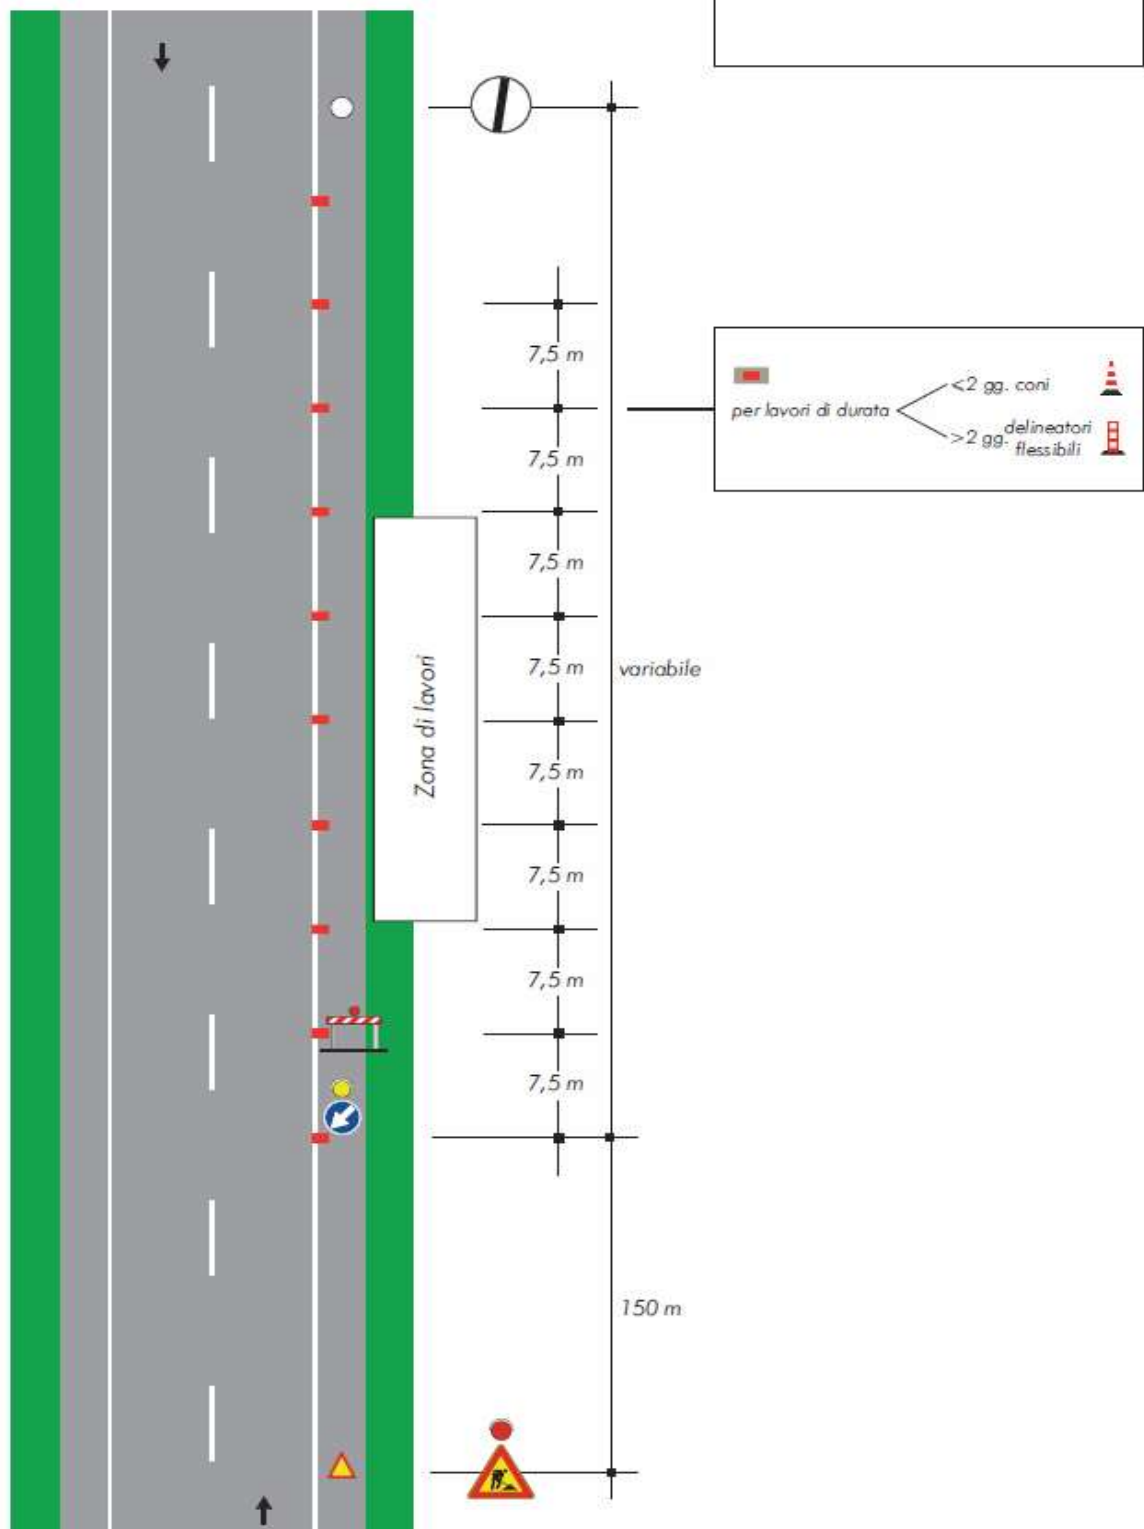 7,5 m
<2 gg. coni
per lavori di durata
>2 gg. delineatori
flessibili
7,5 m
7,5 m
7,5 m
variabile
Zona di lavori
7,5 m
7,5 m
7,5 m
7,5 m
150 m